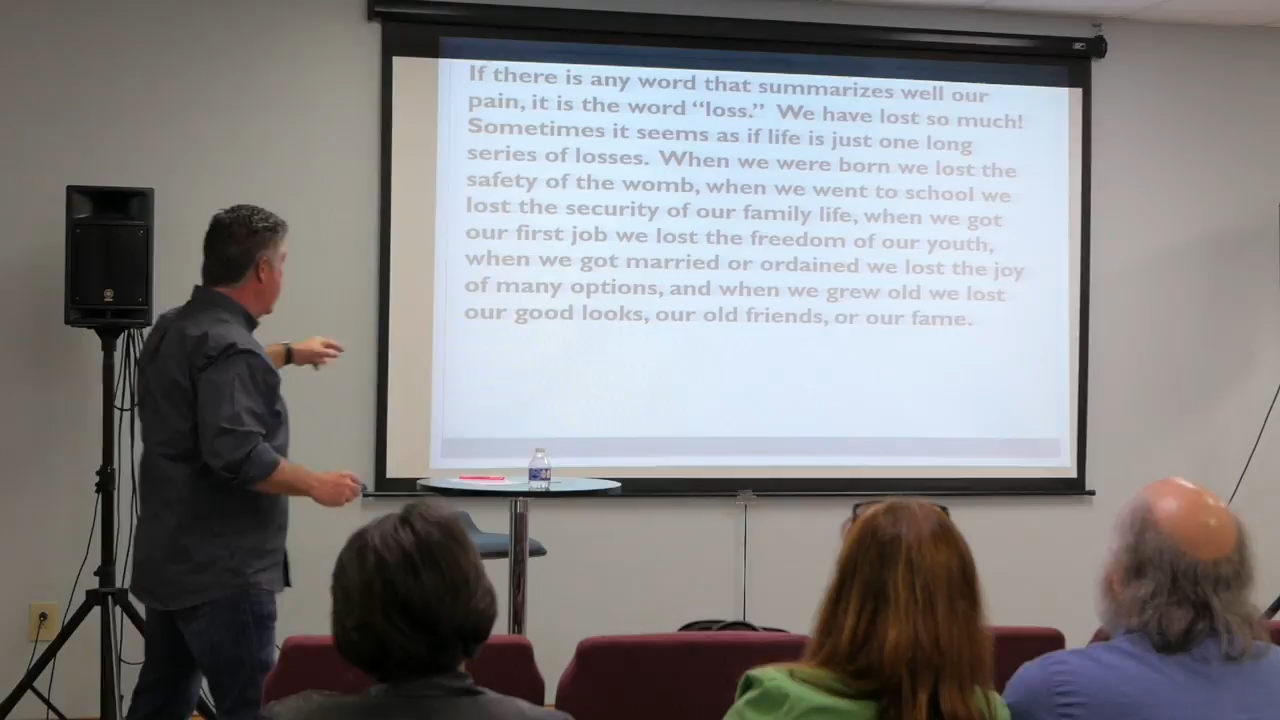 If there is any word that summarizes well our
pain, it is the word “loss.” We have lost so much!
Sometimes it seems as if life is just one long
series of losses. When we were born we lost the
safety of the womb, when we went to school we
lost the security of our family life, when we got
our first job we lost the freedom of our youth,
when we got married or ordained we lost the joy
of many options, and when we grew old we lost
our good looks, our old friends, or our fame.